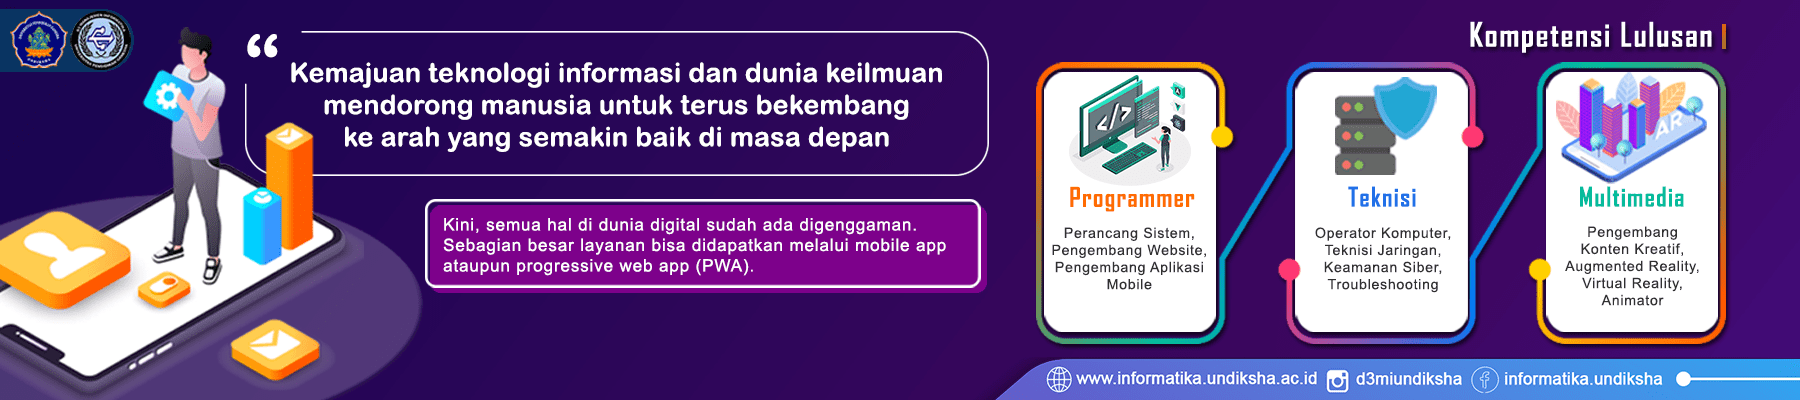 “
Kemajuan teknologi informasi dan dunia keilmuan
mendorong manusia untuk terus bekembang
ke arah yang semakin baik di masa depan
Kini, semua hal di dunia digital sudah ada digenggaman.
Sebagian besar layanan bisa didapatkan melalui mobile app
ataupun progressive web app (PWA).
Kompetensi Lulusan
</>
Programmer
Perancang Sistem,
Pengembang Website,
Pengembang Aplikasi
Mobile
Teknisi
Operator Komputer,
Teknisi Jaringan,
Keamanan Siber,
Troubleshooting
AR
Multimedia
Pengembang
Konten Kreatif,
Augmented Reality,
Virtual Reality,
Animator
www.informatika.undiksha.ac.id d3miundiksha informatika.undiksha